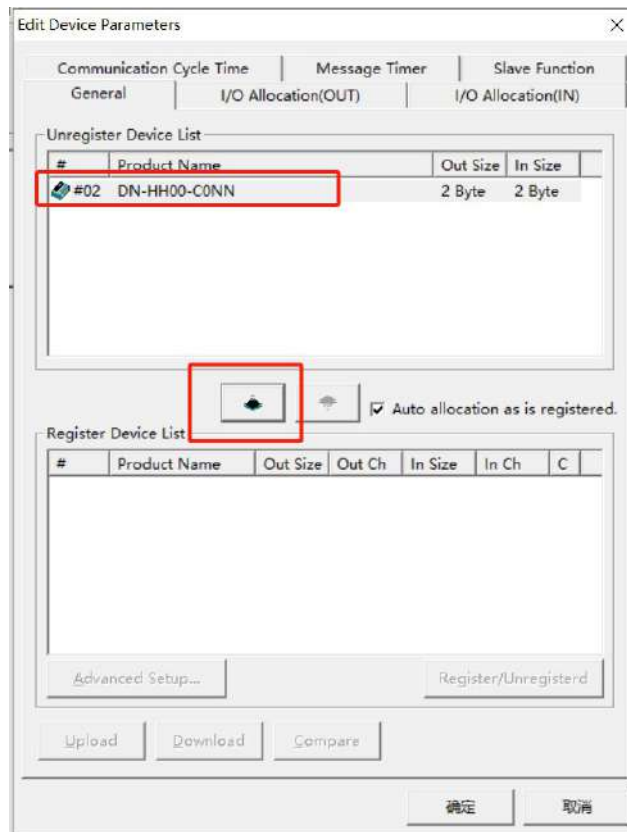 Edit Device Parameters
Communication Cycle Time Message Timer Slave Function
General I/O Allocation(OUT) I/O Allocation(IN)
Unregister Device List
# Product Name Out Size In Size
#02 DN-HH00-C0NN 2 Byte 2 Byte
Auto allocation as is registered.
Register Device List
# Product Name Out Size Out Ch In Size In Ch C
Advanced Setup... Register/Unregisterd
Upload Download Compare
确定 取消